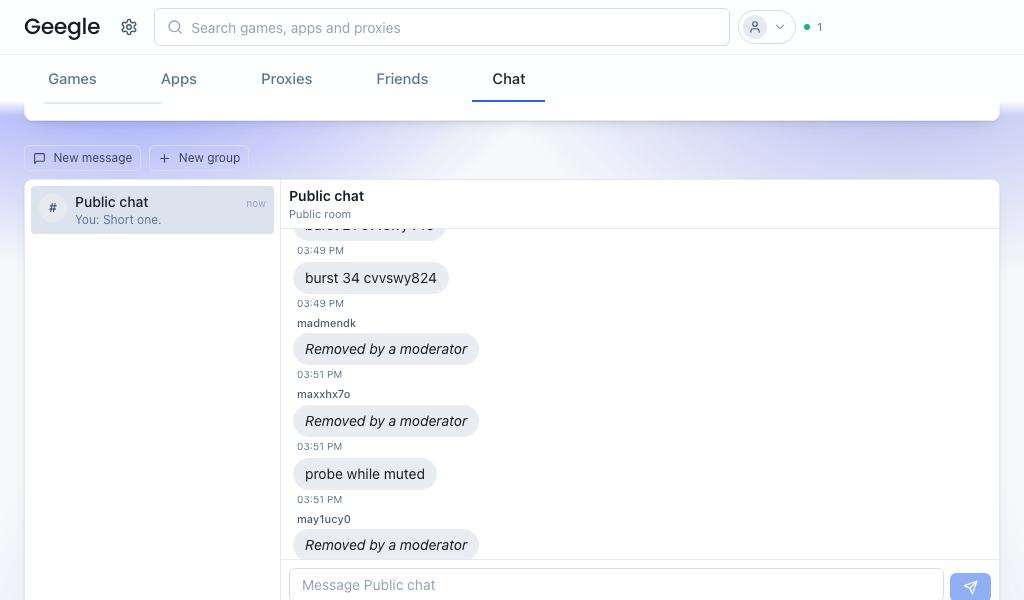 Geegle
Search games, apps and proxies
1
Games
Apps
Proxies
Friends
Chat
New message
New group
#
Public chat
now
You: Short one.
Public chat
Public room
03:49 PM
burst 34 cvvswy824
03:49 PM
madmendk
Removed by a moderator
03:51 PM
maxxhx7o
Removed by a moderator
03:51 PM
probe while muted
03:51 PM
may1ucy0
Removed by a moderator
Message Public chat